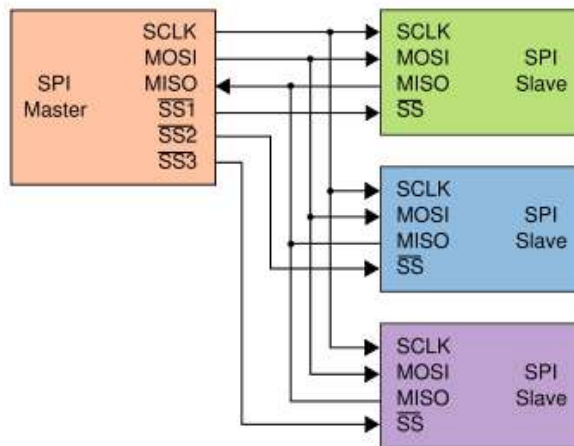 SCLK
MOSI
MISO
SS1
SS2
SS3
SPI
Master
SCLK
MOSI
MISO
SS
SPI
Slave
SCLK
MOSI
MISO
SS
SPI
Slave
SCLK
MOSI
MISO
SS
SPI
Slave